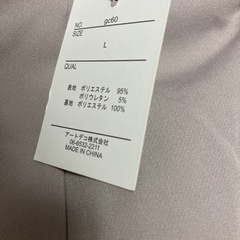 NO. gc60
SIZE
L
QUAL
表地 ポリエステル 95%
ポリウレタン 5%
裏地 ポリエステル 100%
アートデコ株式会社
06-6532-2211
MADE IN CHINA